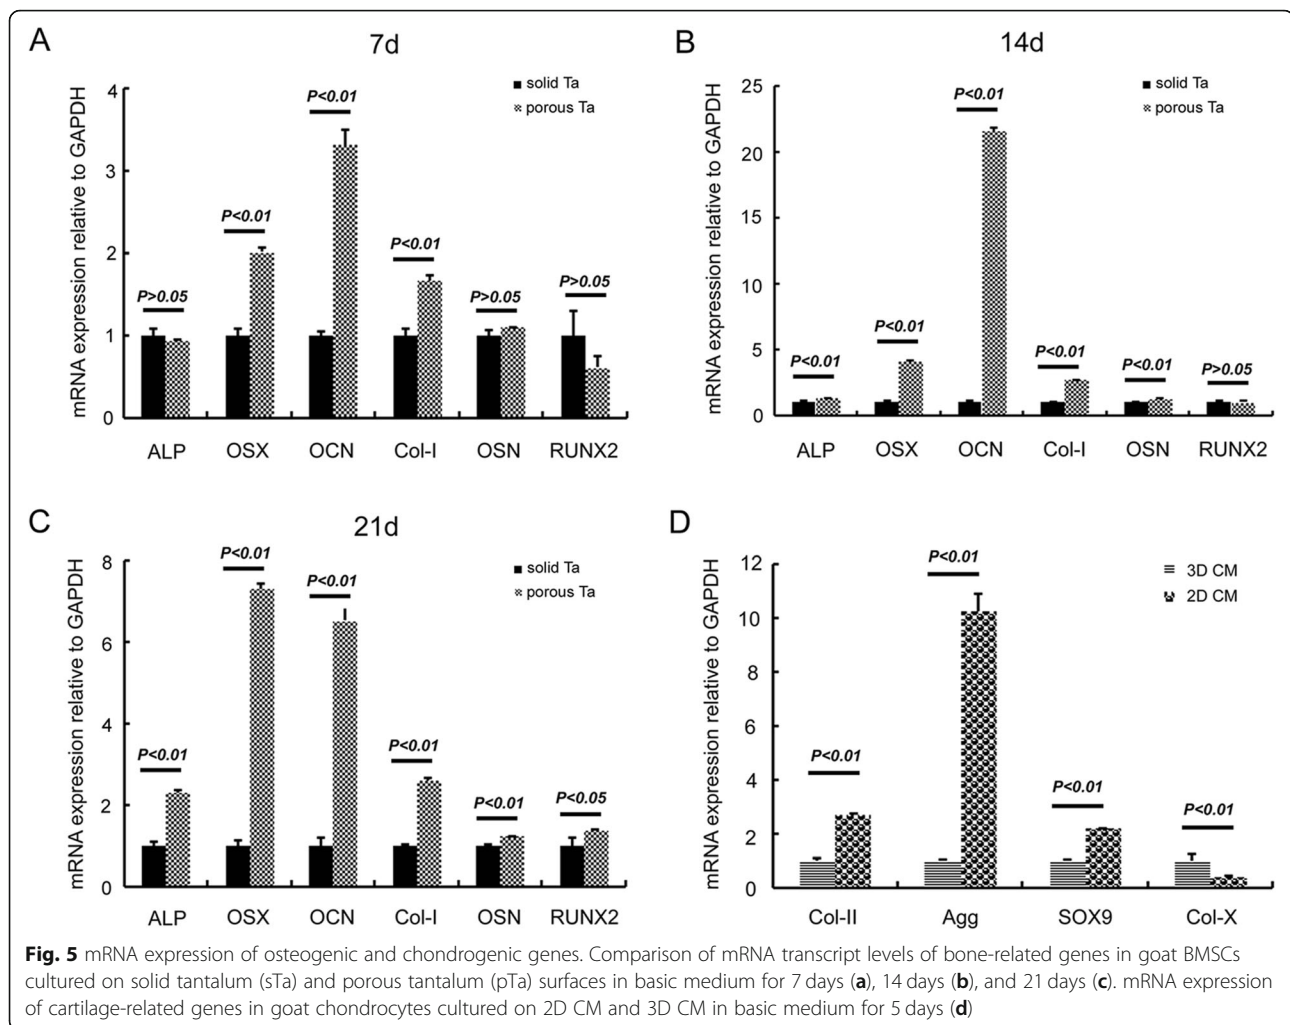 A
7d
mRNA expression relative to GAPDH
4
3
2
1
0
solid Ta
porous Ta
P>0.05
P<0.01
P<0.01
P<0.01
P>0.05
P>0.05
ALP OSX OCN Col-I OSN RUNX2
B
14d
mRNA expression relative to GAPDH
25
20
15
10
5
0
solid Ta
porous Ta
P<0.01
P<0.01
P<0.01
P<0.01
P<0.01
P>0.05
ALP OSX OCN Col-I OSN RUNX2
C
21d
mRNA expression relative to GAPDH
8
6
4
2
0
solid Ta
porous Ta
P<0.01
P<0.01
P<0.01
P<0.01
P<0.01
P<0.05
ALP OSX OCN Col-I OSN RUNX2
D
mRNA expression relative to GAPDH
12
10
8
6
4
2
0
3D CM
2D CM
P<0.01
P<0.01
P<0.01
P<0.01
Col-II Agg SOX9 Col-X
Fig. 5 mRNA expression of osteogenic and chondrogenic genes. Comparison of mRNA transcript levels of bone-related genes in goat BMSCs
cultured on solid tantalum (sTa) and porous tantalum (pTa) surfaces in basic medium for 7 days (a), 14 days (b), and 21 days (c). mRNA expression
of cartilage-related genes in goat chondrocytes cultured on 2D CM and 3D CM in basic medium for 5 days (d)